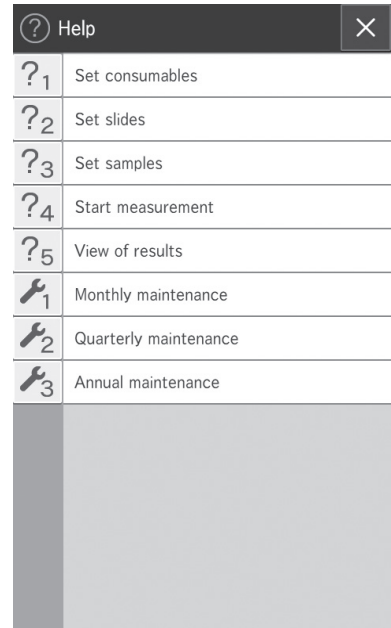 ? Help ×
?1 Set consumables
?2 Set slides
?3 Set samples
?4 Start measurement
?5 View of results
1 Monthly maintenance
2 Quarterly maintenance
3 Annual maintenance